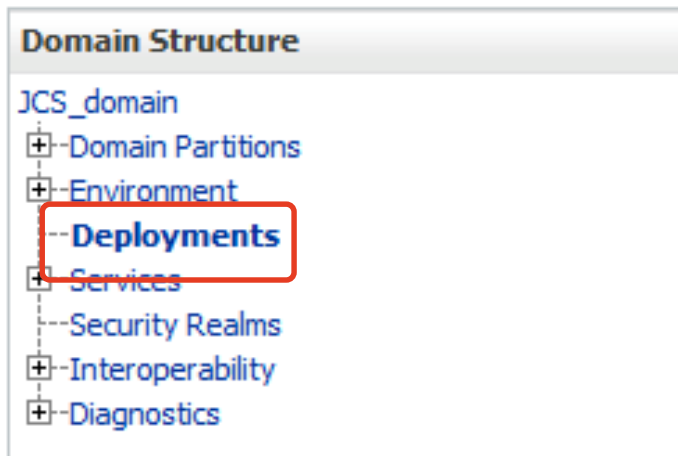 Domain Structure
JCS_domain
Domain Partitions
Environment
Deployments
Services
Security Realms
Interoperability
Diagnostics